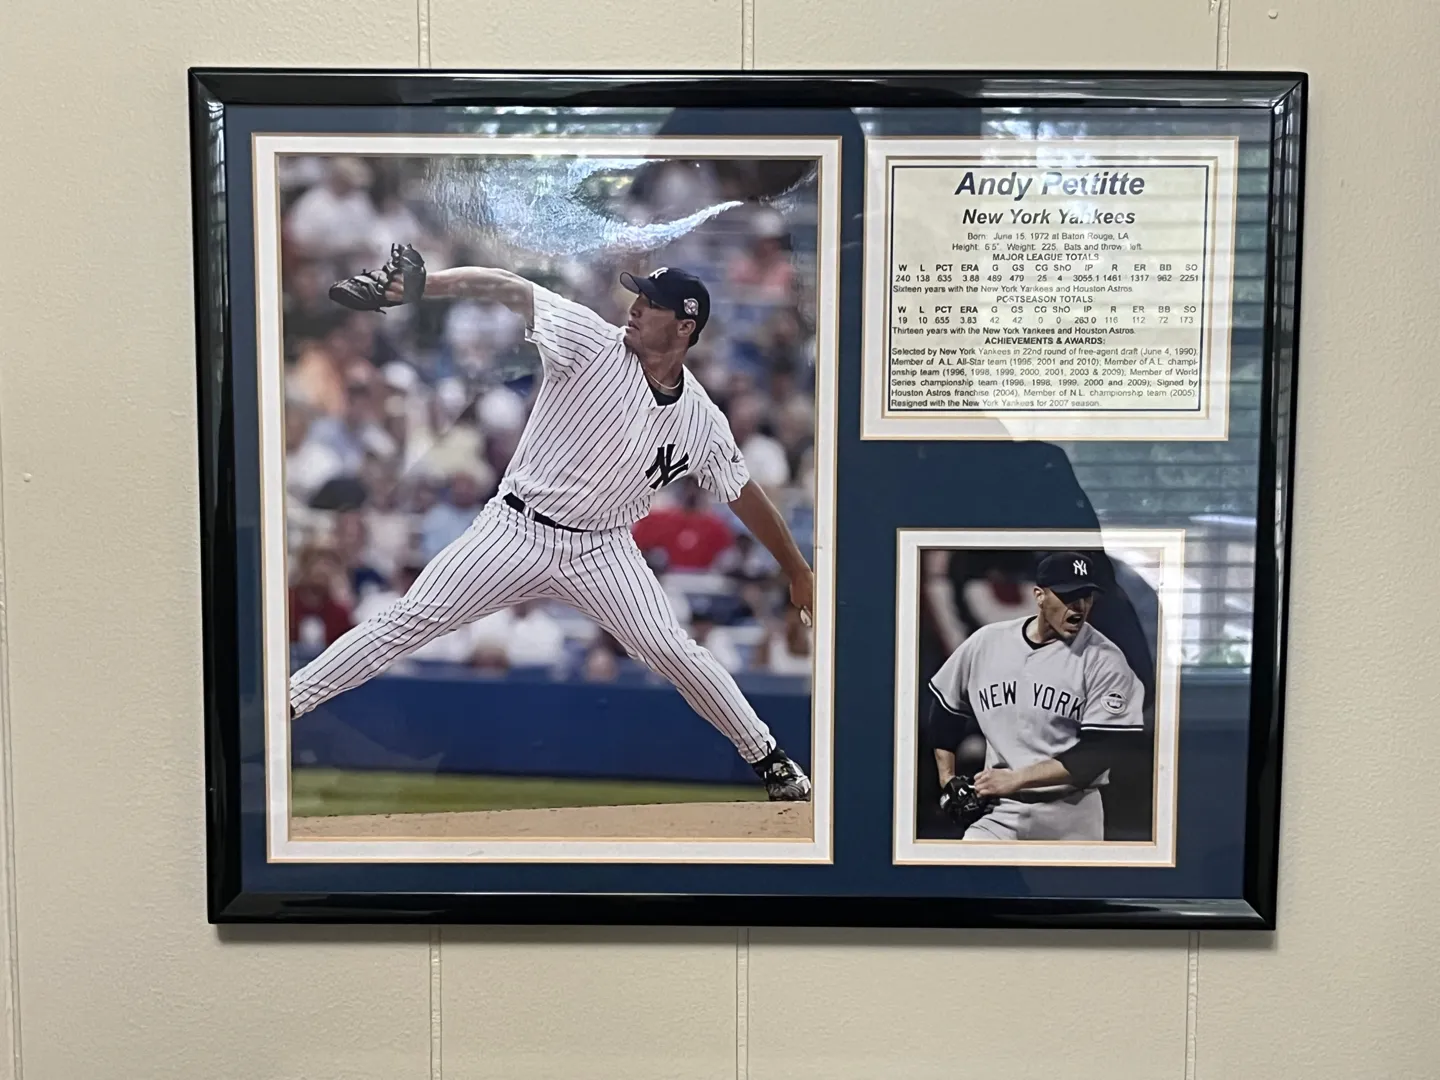 Andy Pettitte
New York Yankees
Born: June 15, 1972 at Baton Rouge, LA
Height: 6'5". Weight: 225. Bats and throw left.
MAJOR LEAGUE TOTALS
W L PCT ERA G GS CG ShO IP R ER BB SO
240 138 .635 3.88 489 479 25 4 3055.1 1461 1317 962 2251
Sixteen years with the New York Yankees and Houston Astros.
POSTSEASON TOTALS
W L PCT ERA G GS CG ShO IP R ER BB SO
19 10 .655 3.83 42 42 0 0 263.0 116 112 72 173
Thirteen years with the New York Yankees and Houston Astros.
ACHIEVEMENTS & AWARDS:
Selected by New York Yankees in 22nd round of free-agent draft (June 4, 1990).
Member of A.L. All-Star team (1996, 2001 and 2010); Member of A.L. champi-
onship team (1996, 1998, 1999, 2000, 2001, 2003 & 2009); Member of World
Series championship team (1996, 1998, 1999, 2000 and 2009); Signed by
Houston Astros franchise (2004), Member of N.L. championship team (2005).
Resigned with the New York Yankees for 2007 season.
NY
NY
NEW YORK